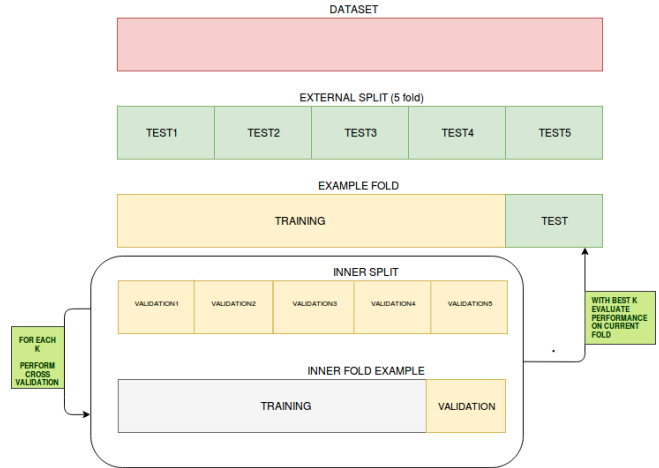 DATASET
EXTERNAL SPLIT (5 fold)
TEST1 TEST2 TEST3 TEST4 TEST5
EXAMPLE FOLD
TRAINING TEST
INNER SPLIT
VALIDATION1 VALIDATION2 VALIDATION3 VALIDATION4 VALIDATION5
FOR EACH
K
PERFORM
CROSS
VALIDATION
WITH BEST K
EVALUATE
PERFORMANCE
ON CURRENT
FOLD
INNER FOLD EXAMPLE
TRAINING VALIDATION